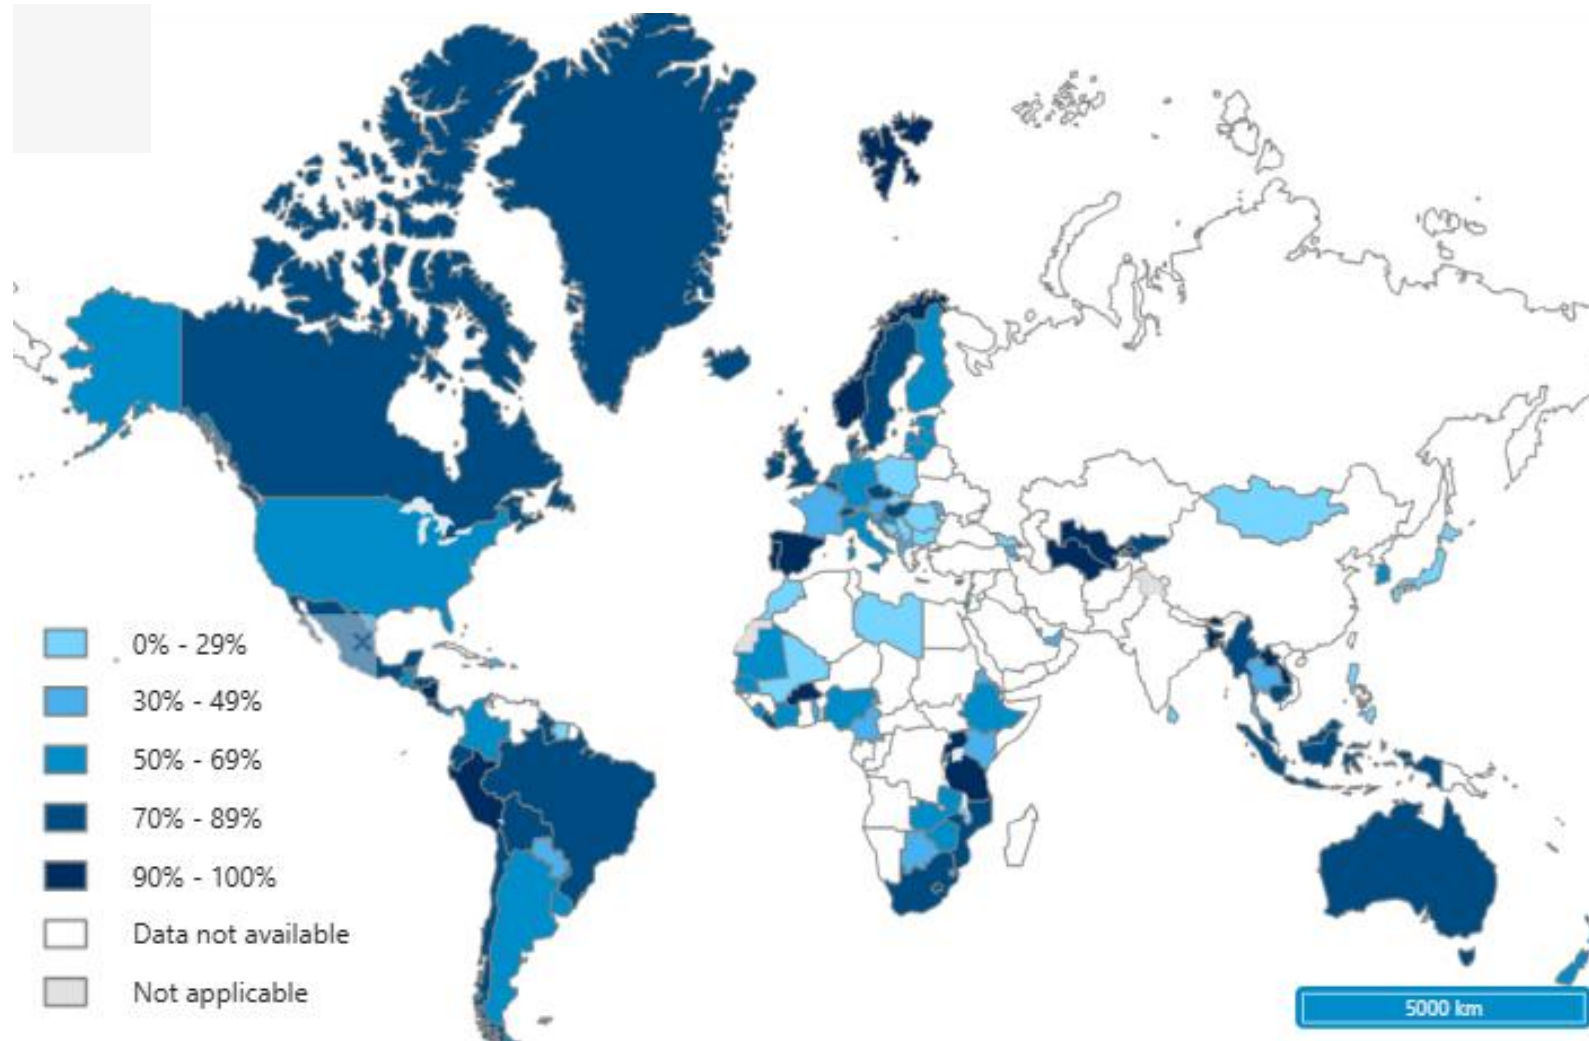 0% - 29%
30% - 49%
50% - 69%
70% - 89%
90% - 100%
Data not available
Not applicable
5000 km